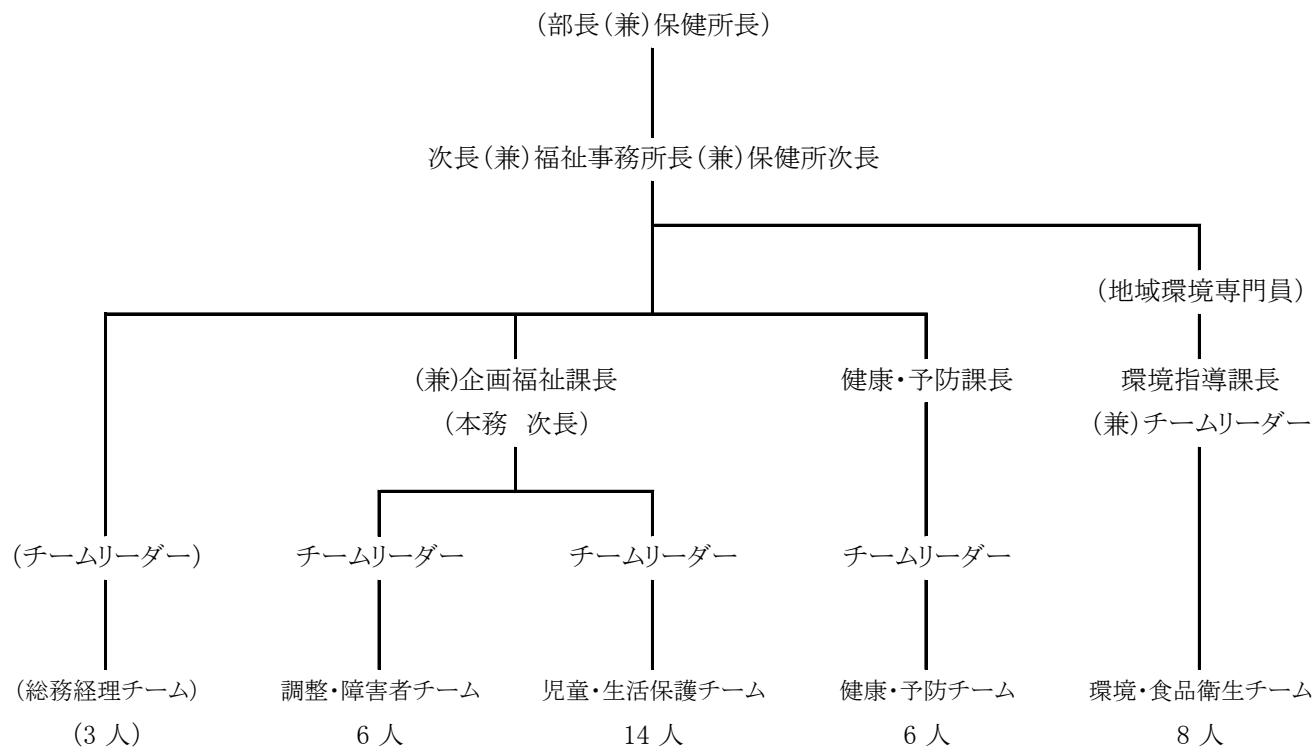 (部長(兼)保健所長)
次長(兼)福祉事務所長(兼)保健所次長
(地域環境専門員)
(兼)企画福祉課長
(本務　次長)
健康・予防課長
環境指導課長
(兼)チームリーダー
(チームリーダー)
チームリーダー
チームリーダー
チームリーダー
(総務経理チーム)
調整・障害者チーム
児童・生活保護チーム
健康・予防チーム
環境・食品衛生チーム
(3 人)
6 人
14 人
6 人
8 人